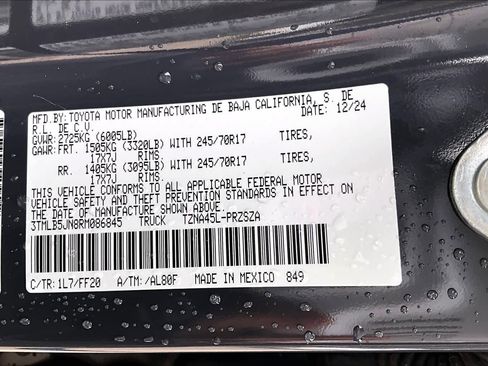 MFD.BY: TOYOTA MOTOR MANUFACTURING DE BAJA CALIFORNIA, S. DE
R.L. DE C.V. DATE: 12/24
GVWR: 2725KG (6005LB)
GAWR: FRT. 1505KG (3320LB) WITH 245/70R17 TIRES,
17X7J RIMS.
RR. 1405KG (3095LB) WITH 245/70R17 TIRES,
17X7J RIMS.
THIS VEHICLE CONFORMS TO ALL APPLICABLE FEDERAL MOTOR
VEHICLE SAFETY AND THEFT PREVENTION STANDARDS IN EFFECT ON
THE DATE OF MANUFACTURE SHOWN ABOVE.
3TMLB5JN8RM086845 TRUCK TZNA45L-PRZSZA
C/TR: 1L7/FF20 A/TM: /AL80F MADE IN MEXICO 849